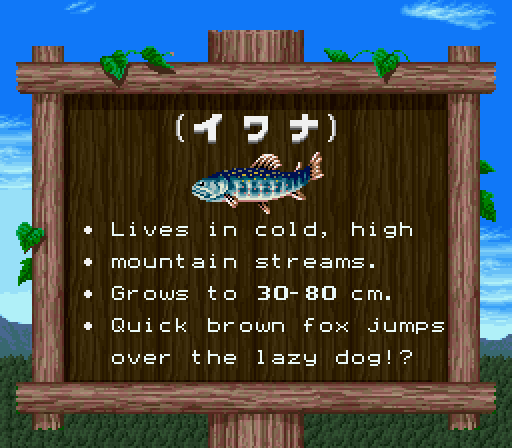 (イワナ)
• Lives in cold, high
• mountain streams.
• Grows to 30-80 cm.
• Quick brown fox jumps
over the lazy dog!?